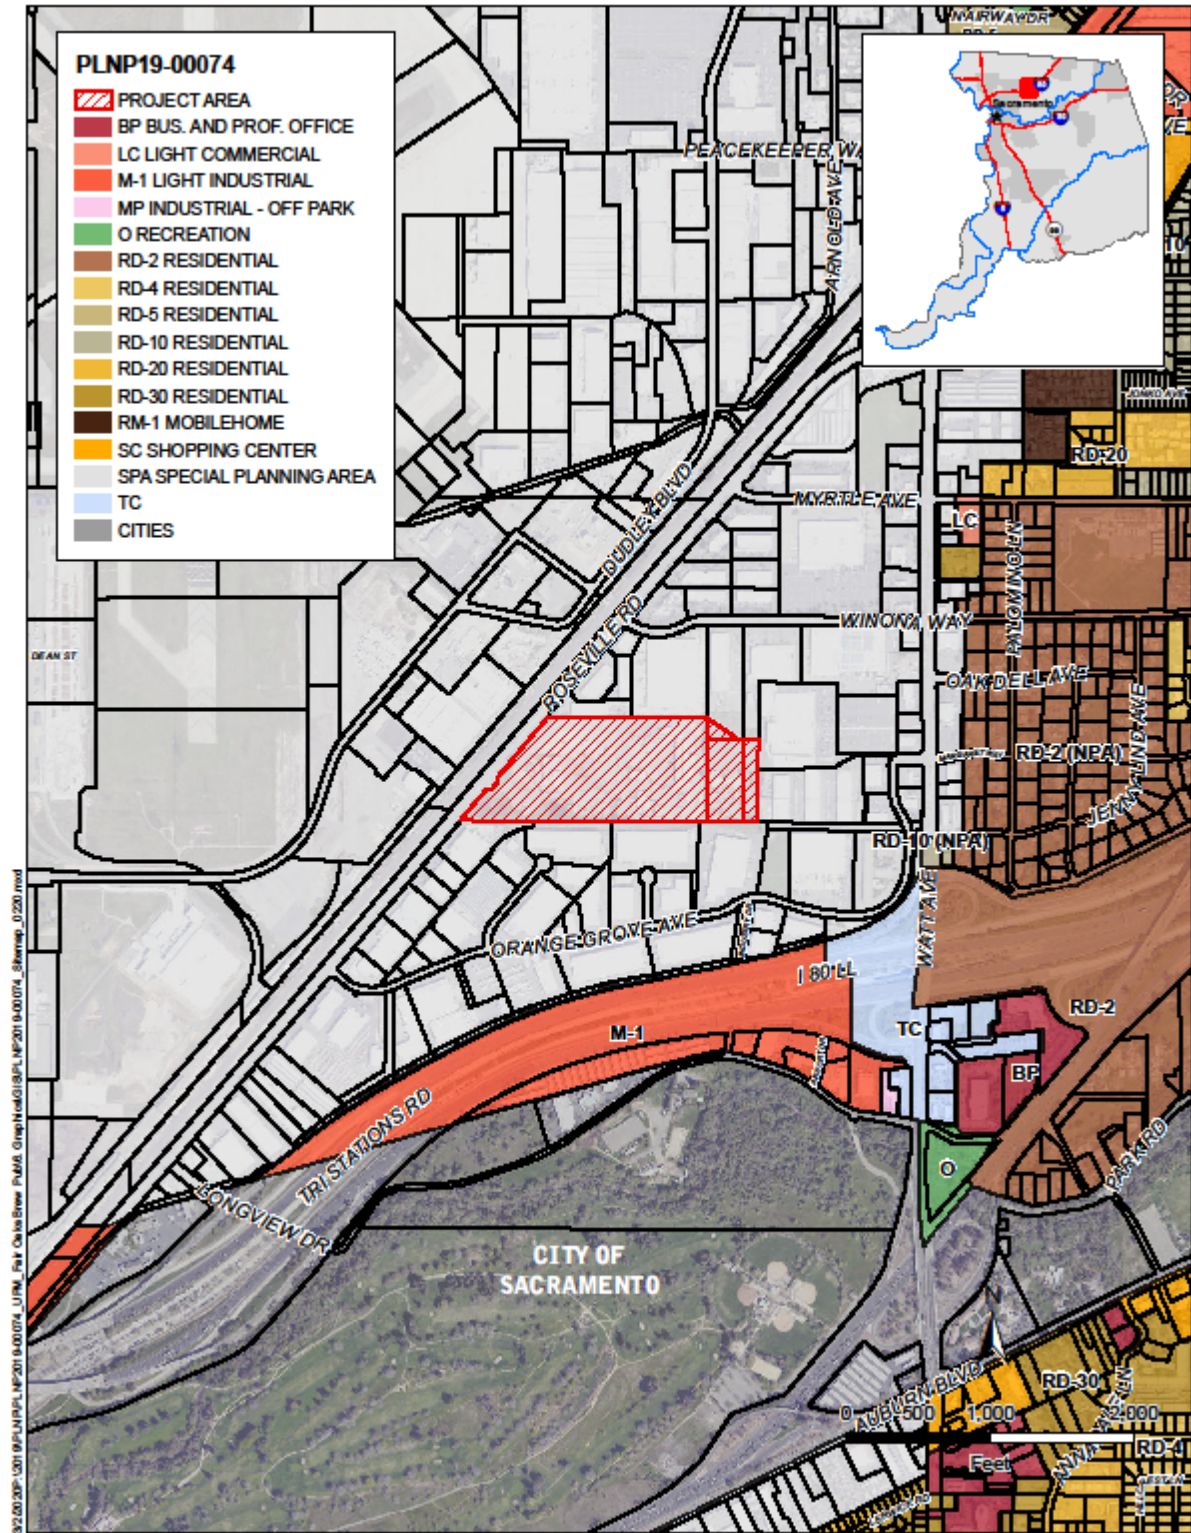 PLNP19-00074
PROJECT AREA
BP BUS. AND PROF. OFFICE
LC LIGHT COMMERCIAL
M-1 LIGHT INDUSTRIAL
MP INDUSTRIAL - OFF PARK
O RECREATION
RD-2 RESIDENTIAL
RD-4 RESIDENTIAL
RD-5 RESIDENTIAL
RD-10 RESIDENTIAL
RD-20 RESIDENTIAL
RD-30 RESIDENTIAL
RM-1 MOBILEHOME
SC SHOPPING CENTER
SPA SPECIAL PLANNING AREA
TC
CITIES
Sacramento
PEACEKEEPER WA
ARNOLD AVE
10
RD-20
MYRTLE AVE
LC
PALOMINO LN
DUDLEY BLVD
ROSEVILLE RD
WINONA WAY
DEAN ST
OAK DELL AVE
RD-2 (NPA)
JENNY LIND AVE
RD-10 (NPA)
WATT AVE
ORANGE GROVE AVE
I 80 LL
RD-2
M-1
TC
BP
TRI STATIONS RD
PARK RD
O
LONGVIEW DR
CITY OF
SACRAMENTO
N
AUBURN BLVD
RD-30
0 500 1,000 2,000
Feet
RD-4